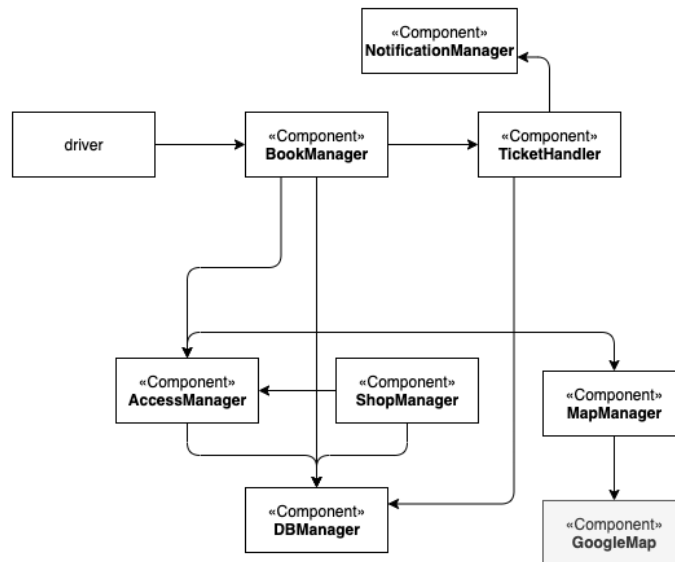 «Component»
NotificationManager
driver
«Component»
BookManager
«Component»
TicketHandler
«Component»
AccessManager
«Component»
ShopManager
«Component»
MapManager
«Component»
DBManager
«Component»
GoogleMap